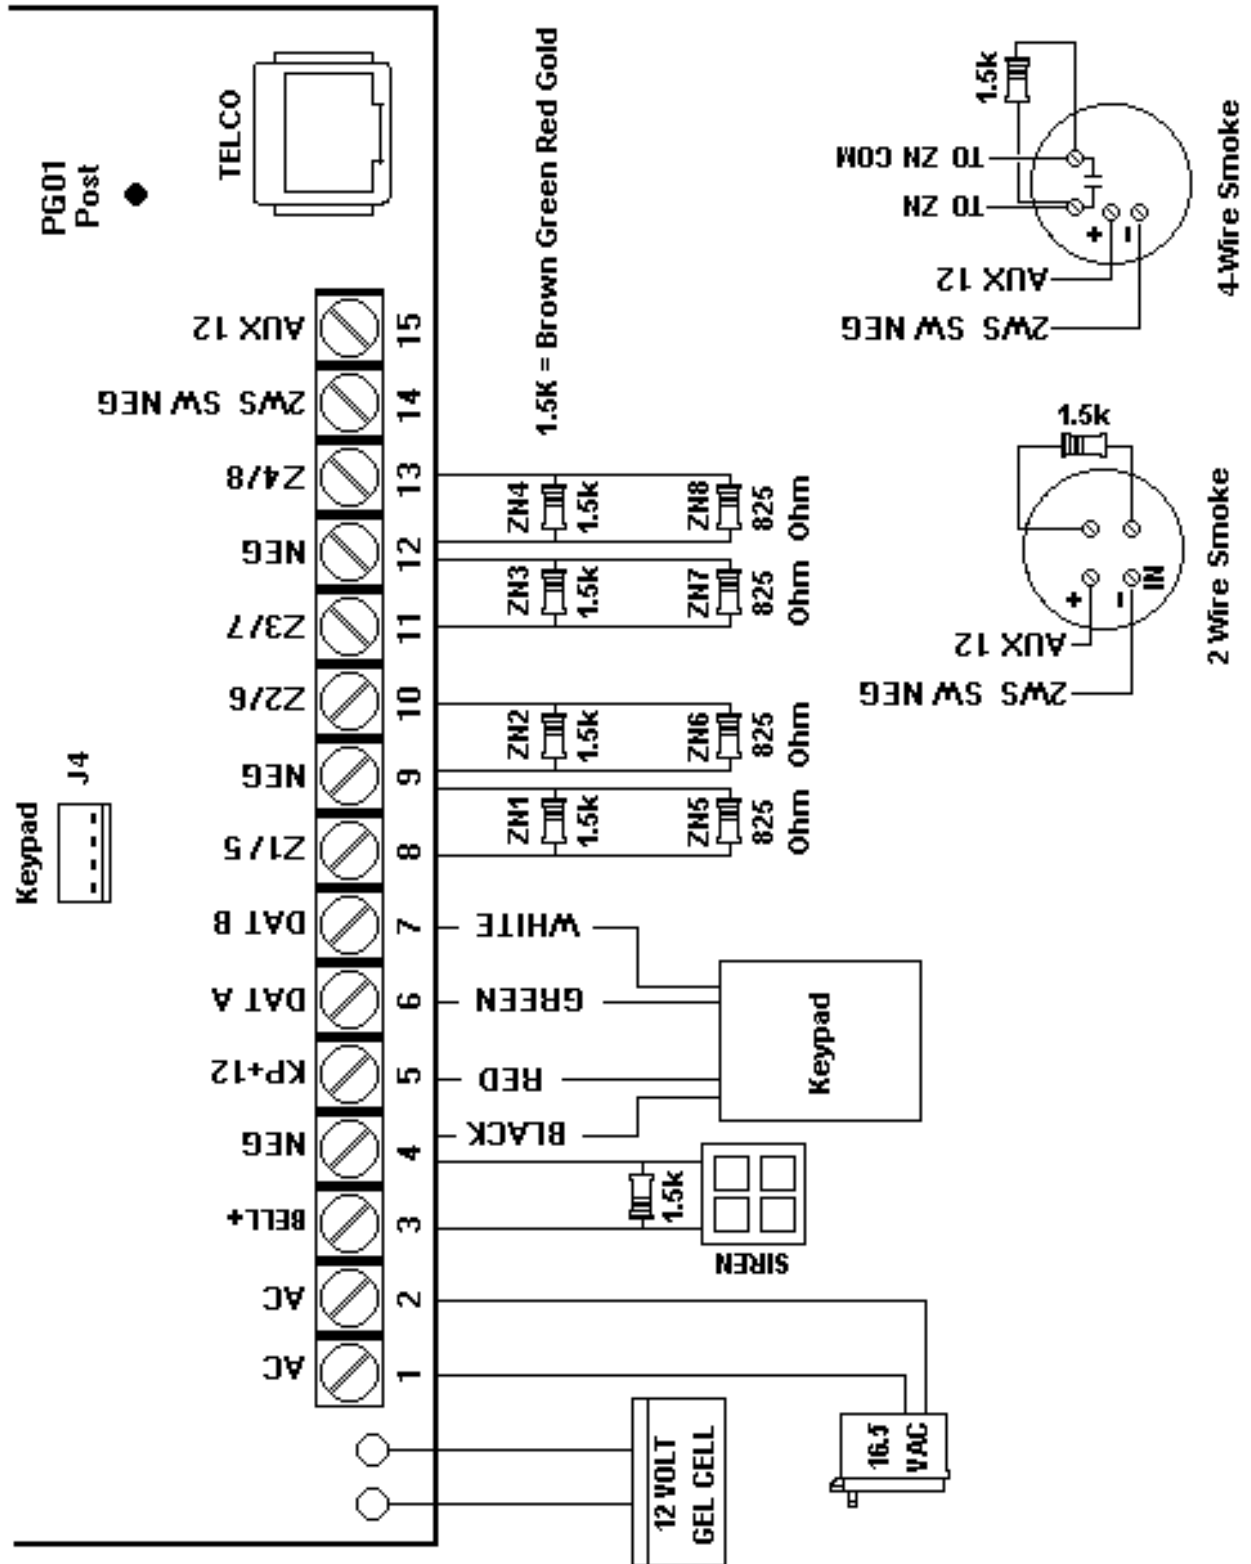 PG01
Post
TELCO
Keypad
J4
AUX 12
2WS SW NEG
Z4/8
NEG
Z3/7
Z2/6
NEG
Z1/5
DAT B
DAT A
KP+12
NEG
BELL+
AC
AC
15
14
13
12
11
10
9
8
7
6
5
4
3
2
1
1.5K = Brown Green Red Gold
ZN4
1.5k
ZN8
825
Ohm
ZN3
1.5k
ZN7
825
Ohm
ZN2
1.5k
ZN6
825
Ohm
ZN1
1.5k
ZN5
825
Ohm
WHITE
GREEN
RED
BLACK
Keypad
1.5k
SIREN
12 VOLT
GEL CELL
16.5
VAC
1.5k
TO ZN COM
TO ZN
+
-
AUX 12
2WS SW NEG
4-Wire Smoke
1.5k
+
-
IN
AUX 12
2WS SW NEG
2 Wire Smoke